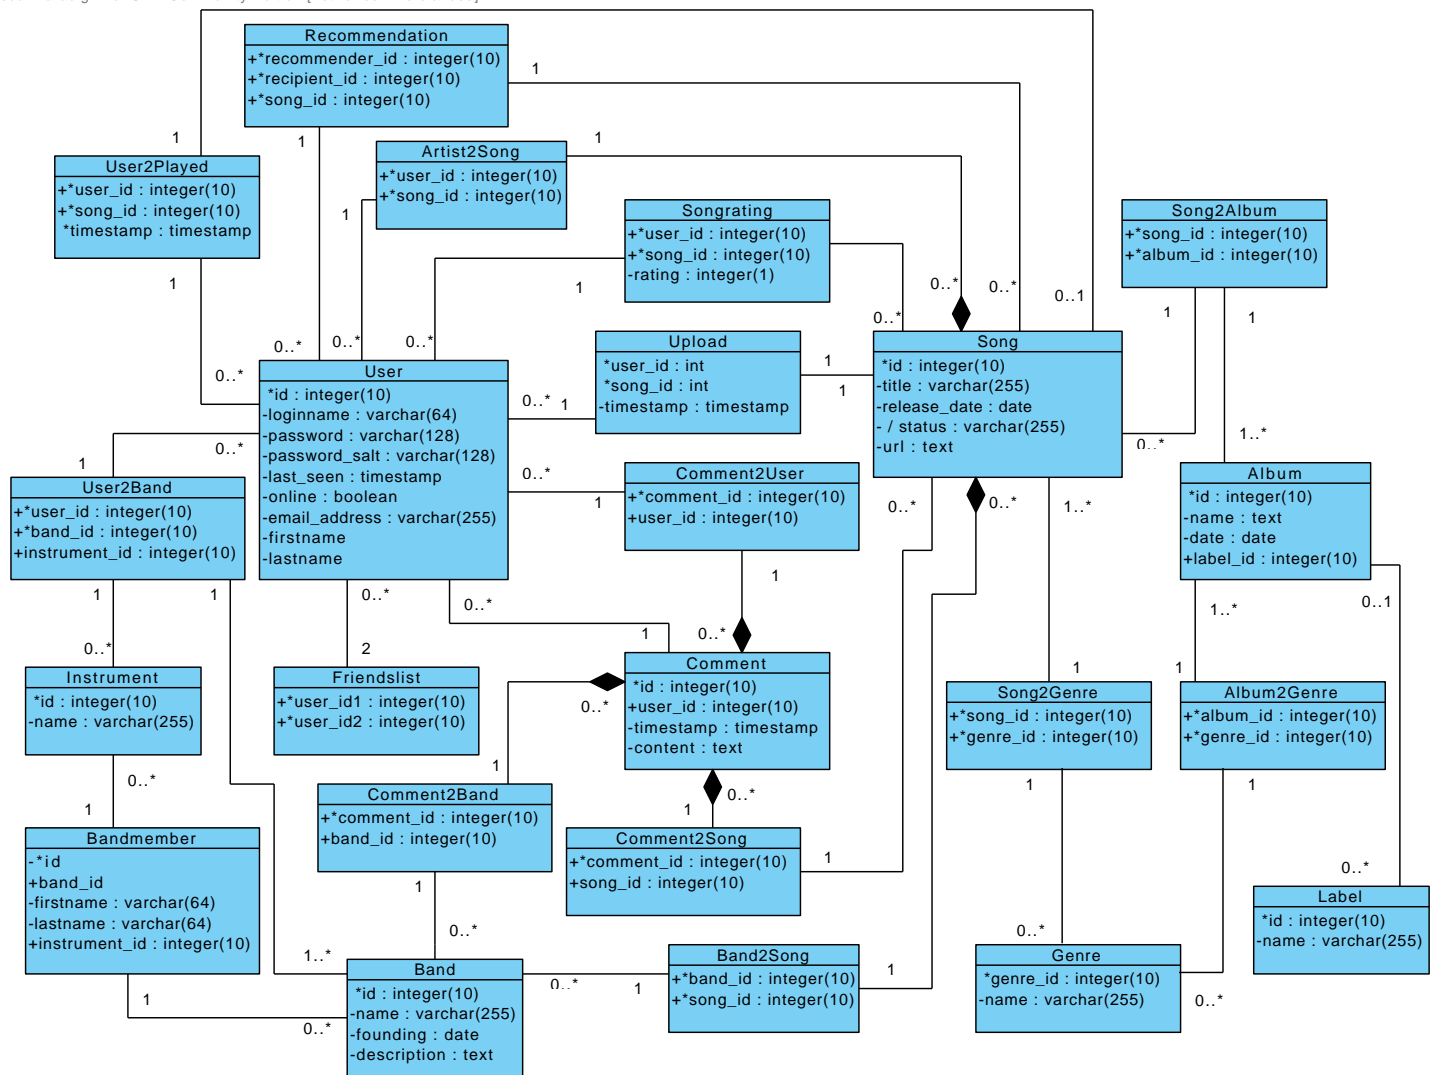 Recommendation
+*recommender_id : integer(10)
+*recipient_id : integer(10)
+*song_id : integer(10)
1
1
1
1
User2Played
+*user_id : integer(10)
+*song_id : integer(10)
*timestamp : timestamp
1
Artist2Song
+*user_id : integer(10)
+*song_id : integer(10)
1
Songrating
+*user_id : integer(10)
+*song_id : integer(10)
-rating : integer(1)
1
Song2Album
+*song_id : integer(10)
+*album_id : integer(10)
1
1
0..*
0..*
0..1
0..*
0..*
0..*
0..*
0..*
User
*id : integer(10)
-loginname : varchar(64)
-password : varchar(128)
-password_salt : varchar(128)
-last_seen : timestamp
-online : boolean
-email_address : varchar(255)
-firstname
-lastname
Upload
*user_id : int
*song_id : int
-timestamp : timestamp
1
1
0..*
1
Song
*id : integer(10)
-title : varchar(255)
-release_date : date
- / status : varchar(255)
-url : text
0..*
1..*
0..*
1
User2Band
+*user_id : integer(10)
+*band_id : integer(10)
+instrument_id : integer(10)
0..*
1
Comment2User
+*comment_id : integer(10)
+user_id : integer(10)
1
0..*
0..*
1..*
Album
*id : integer(10)
-name : text
-date : date
+label_id : integer(10)
0..1
1..*
1
1
1
0..*
0..*
0..*
2
1
0..*
Instrument
*id : integer(10)
-name : varchar(255)
Friendslist
+*user_id1 : integer(10)
+*user_id2 : integer(10)
Comment
*id : integer(10)
+user_id : integer(10)
-timestamp : timestamp
-content : text
0..*
1
Song2Genre
+*song_id : integer(10)
+*genre_id : integer(10)
1
Album2Genre
+*album_id : integer(10)
+*genre_id : integer(10)
1
1
0..*
1
1
0..*
1
Bandmember
-*id
+band_id
-firstname : varchar(64)
-lastname : varchar(64)
+instrument_id : integer(10)
Comment2Band
+*comment_id : integer(10)
+band_id : integer(10)
1
Comment2Song
+*comment_id : integer(10)
+song_id : integer(10)
1
0..*
Label
*id : integer(10)
-name : varchar(255)
0..*
0..*
1..*
1
0..*
Band
*id : integer(10)
-name : varchar(255)
-founding : date
-description : text
0..*
1
Band2Song
+*band_id : integer(10)
+*song_id : integer(10)
1
Genre
*genre_id : integer(10)
-name : varchar(255)
0..*